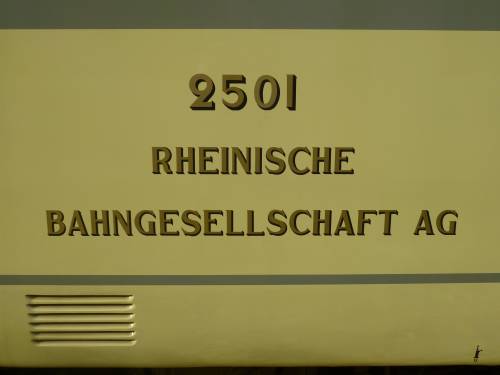 2501
RHEINISCHE
BAHNGESELLSCHAFT AG